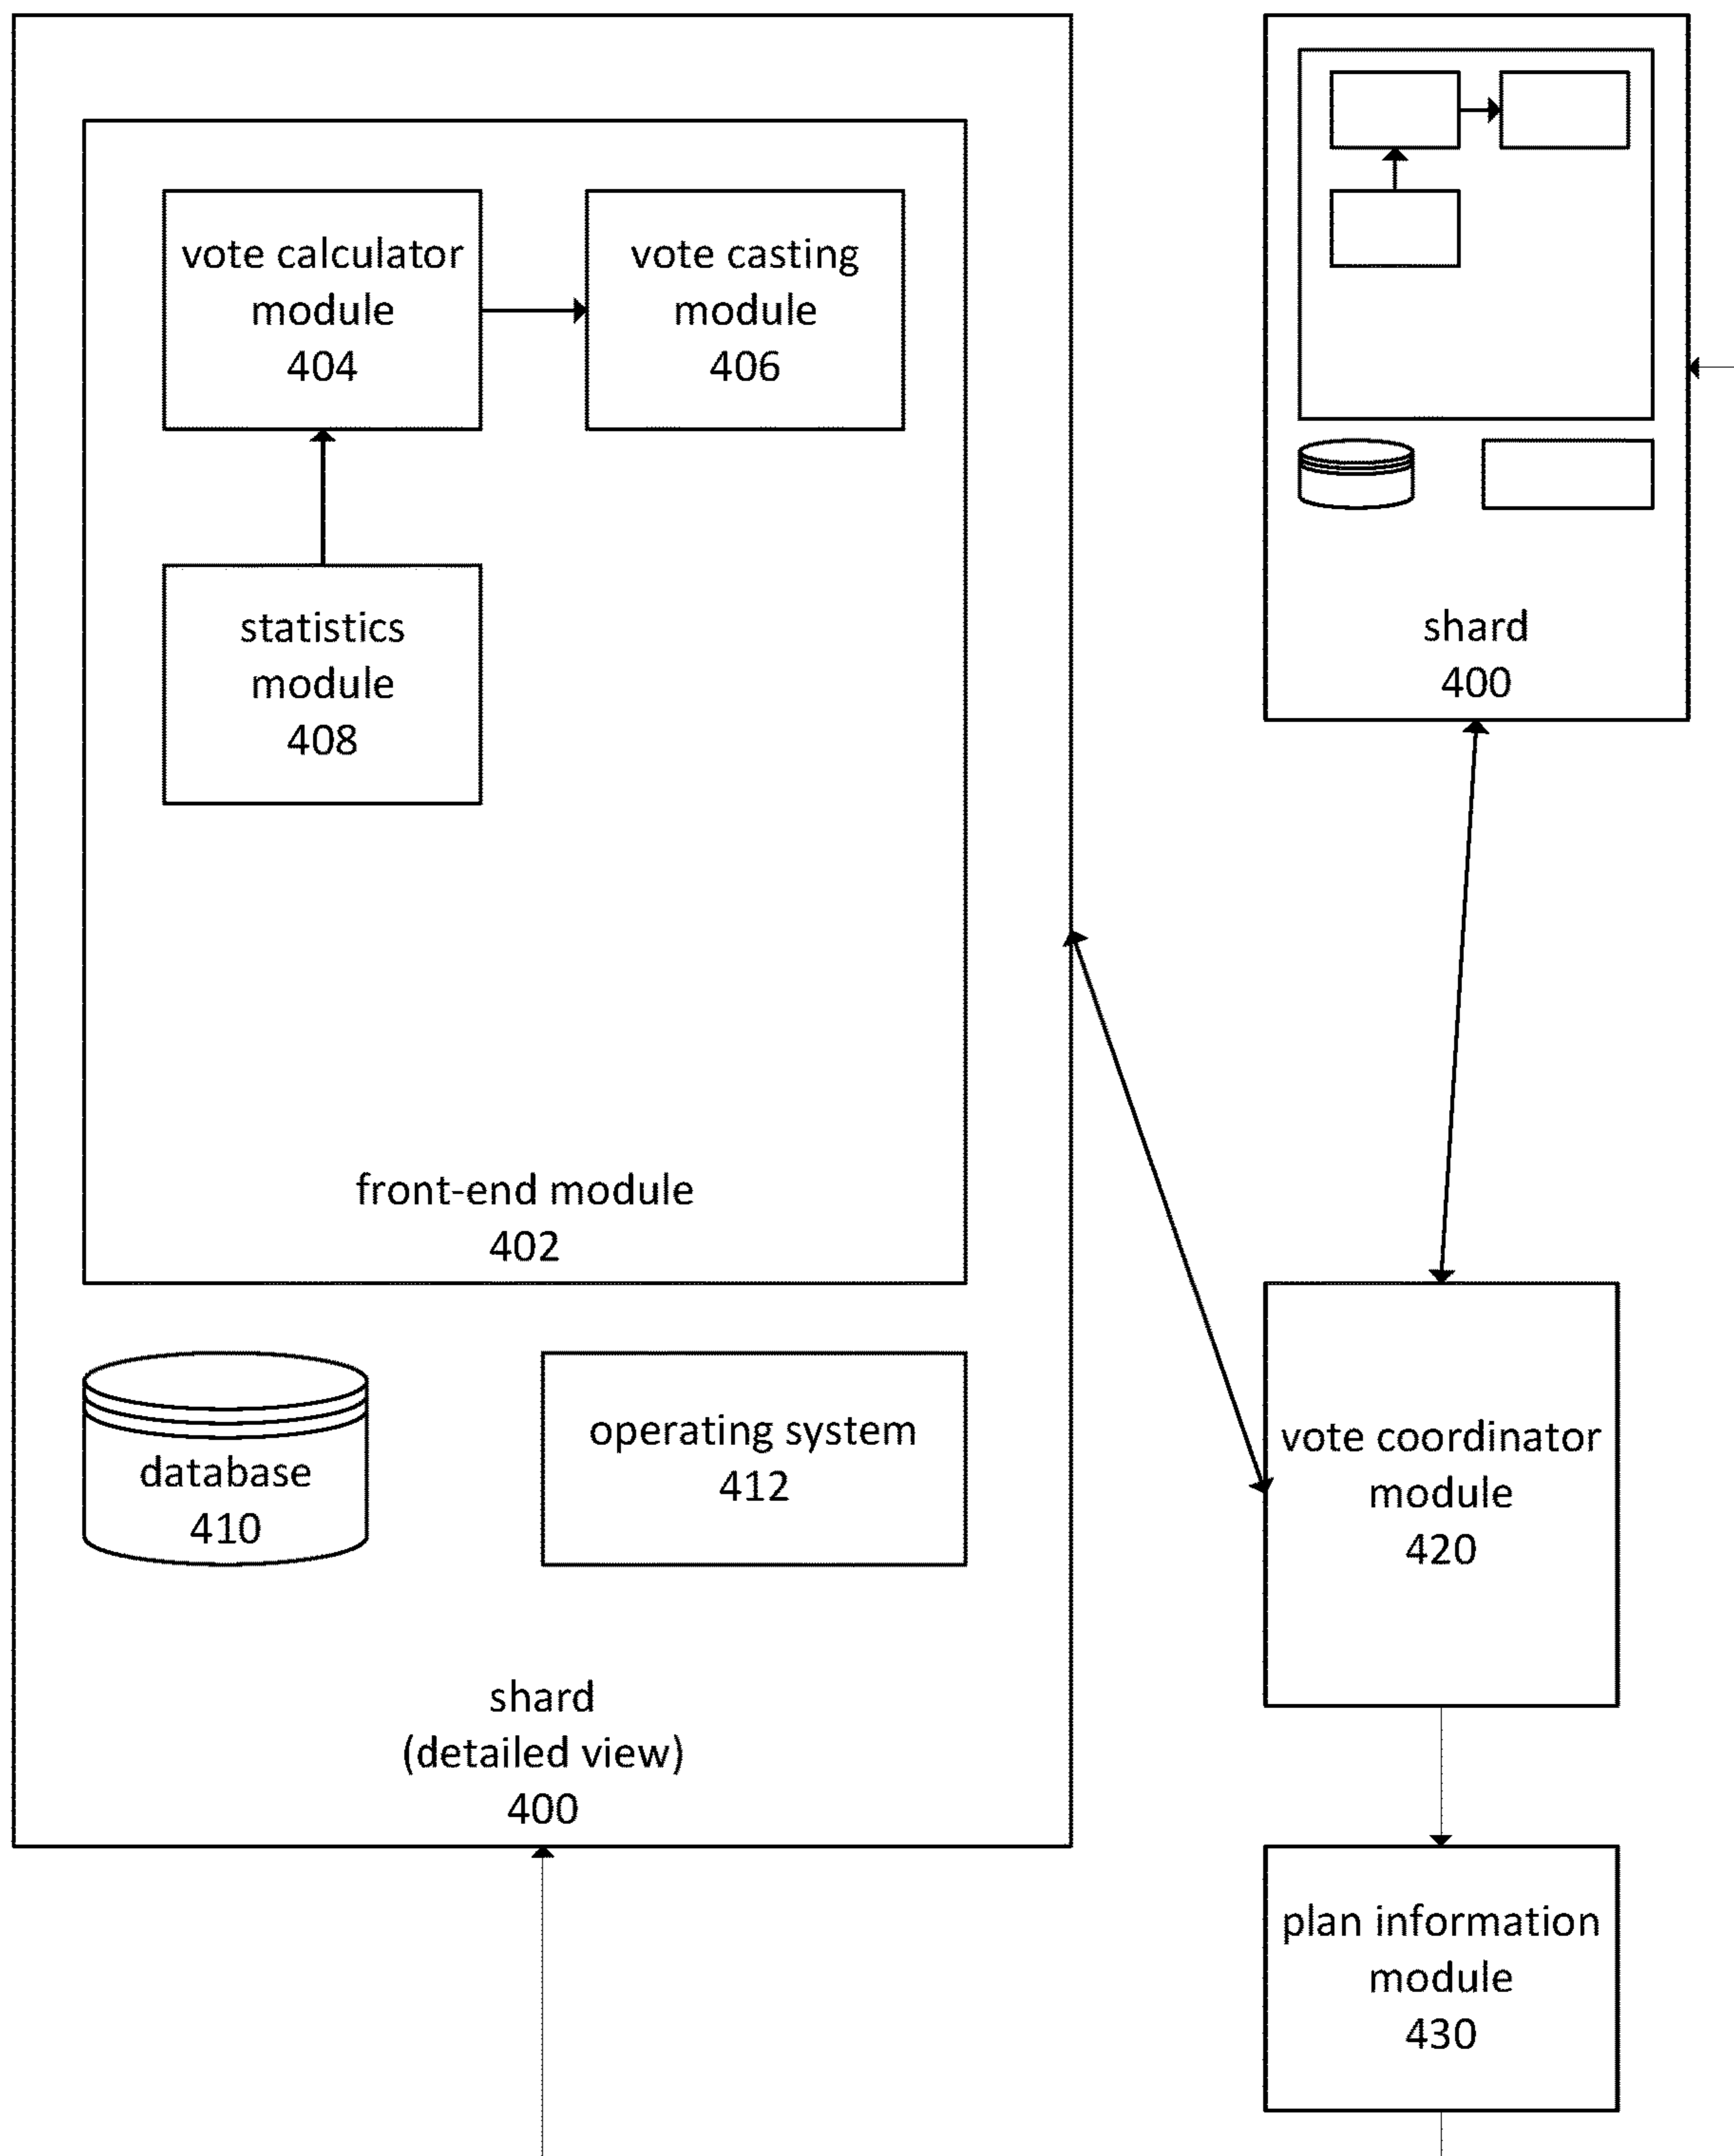 vote calculator
module
404
vote casting
module
406
statistics
module
408
front-end module
402
database
410
operating system
412
shard
(detailed view)
400
shard
400
vote coordinator
module
420
plan information
module
430